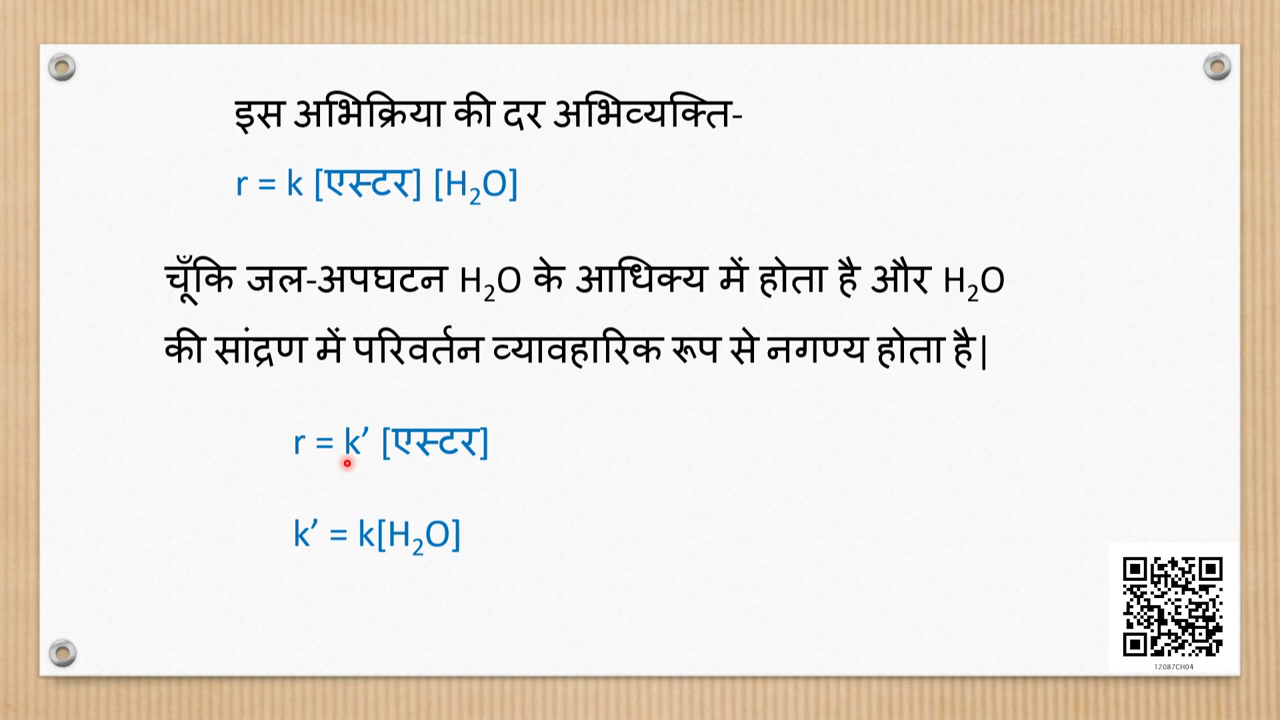 इस अभिक्रिया की दर अभिव्यक्ति-
r = k [एस्टर] [H₂O]
चूँकि जल-अपघटन H₂O के आधिक्य में होता है और H₂O
की सांद्रण में परिवर्तन व्यावहारिक रूप से नगण्य होता है|
r = k’ [एस्टर]
k’ = k[H₂O]
12087CH04